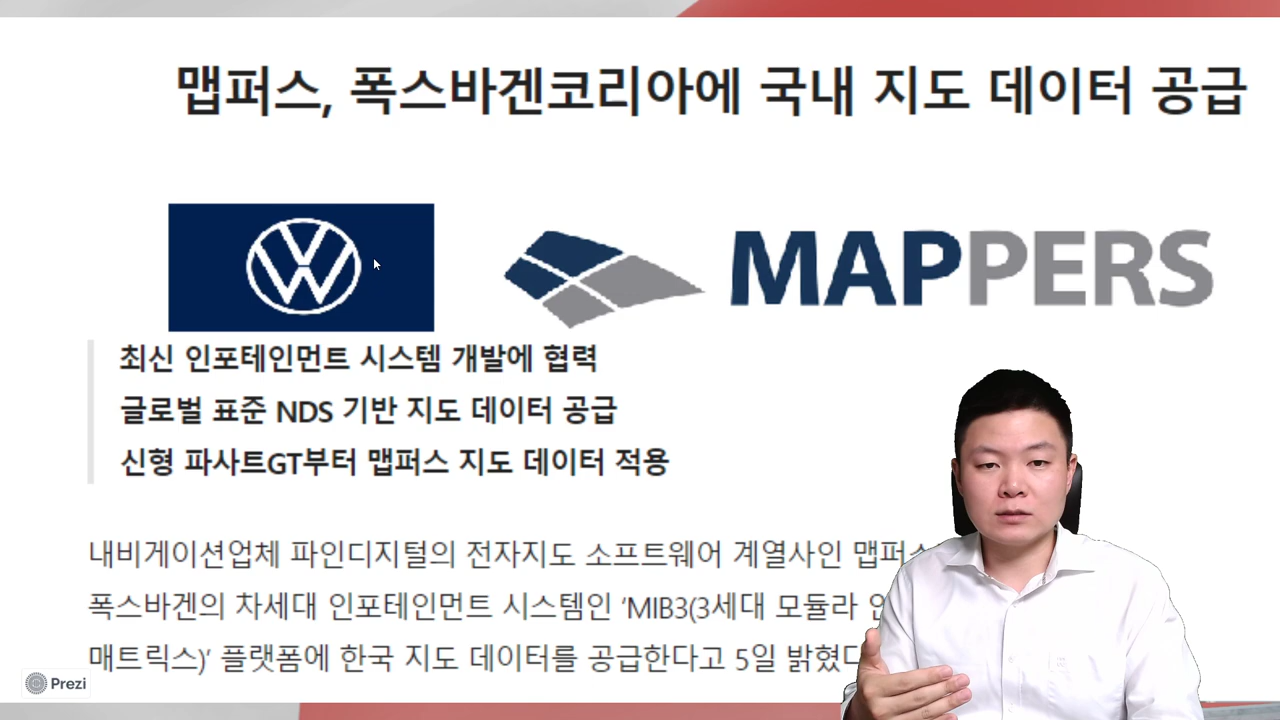 맵퍼스, 폭스바겐코리아에 국내 지도 데이터 공급
MAPPERS
최신 인포테인먼트 시스템 개발에 협력
글로벌 표준 NDS 기반 지도 데이터 공급
신형 파사트GT부터 맵퍼스 지도 데이터 적용
내비게이션업체 파인디지털의 전자지도 소프트웨어 계열사인 맵퍼스
폭스바겐의 차세대 인포테인먼트 시스템인 ‘MIB3(3세대 모듈라
매트릭스)’ 플랫폼에 한국 지도 데이터를 공급한다고 5일 밝혔다
Prezi